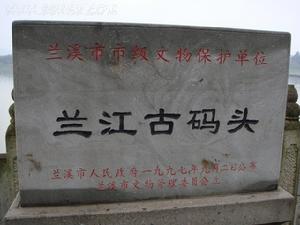 兰溪市市级文物保护单位
兰江古码头
兰溪市人民政府一九九七年九月二日公布
兰溪市文物管理委员会立